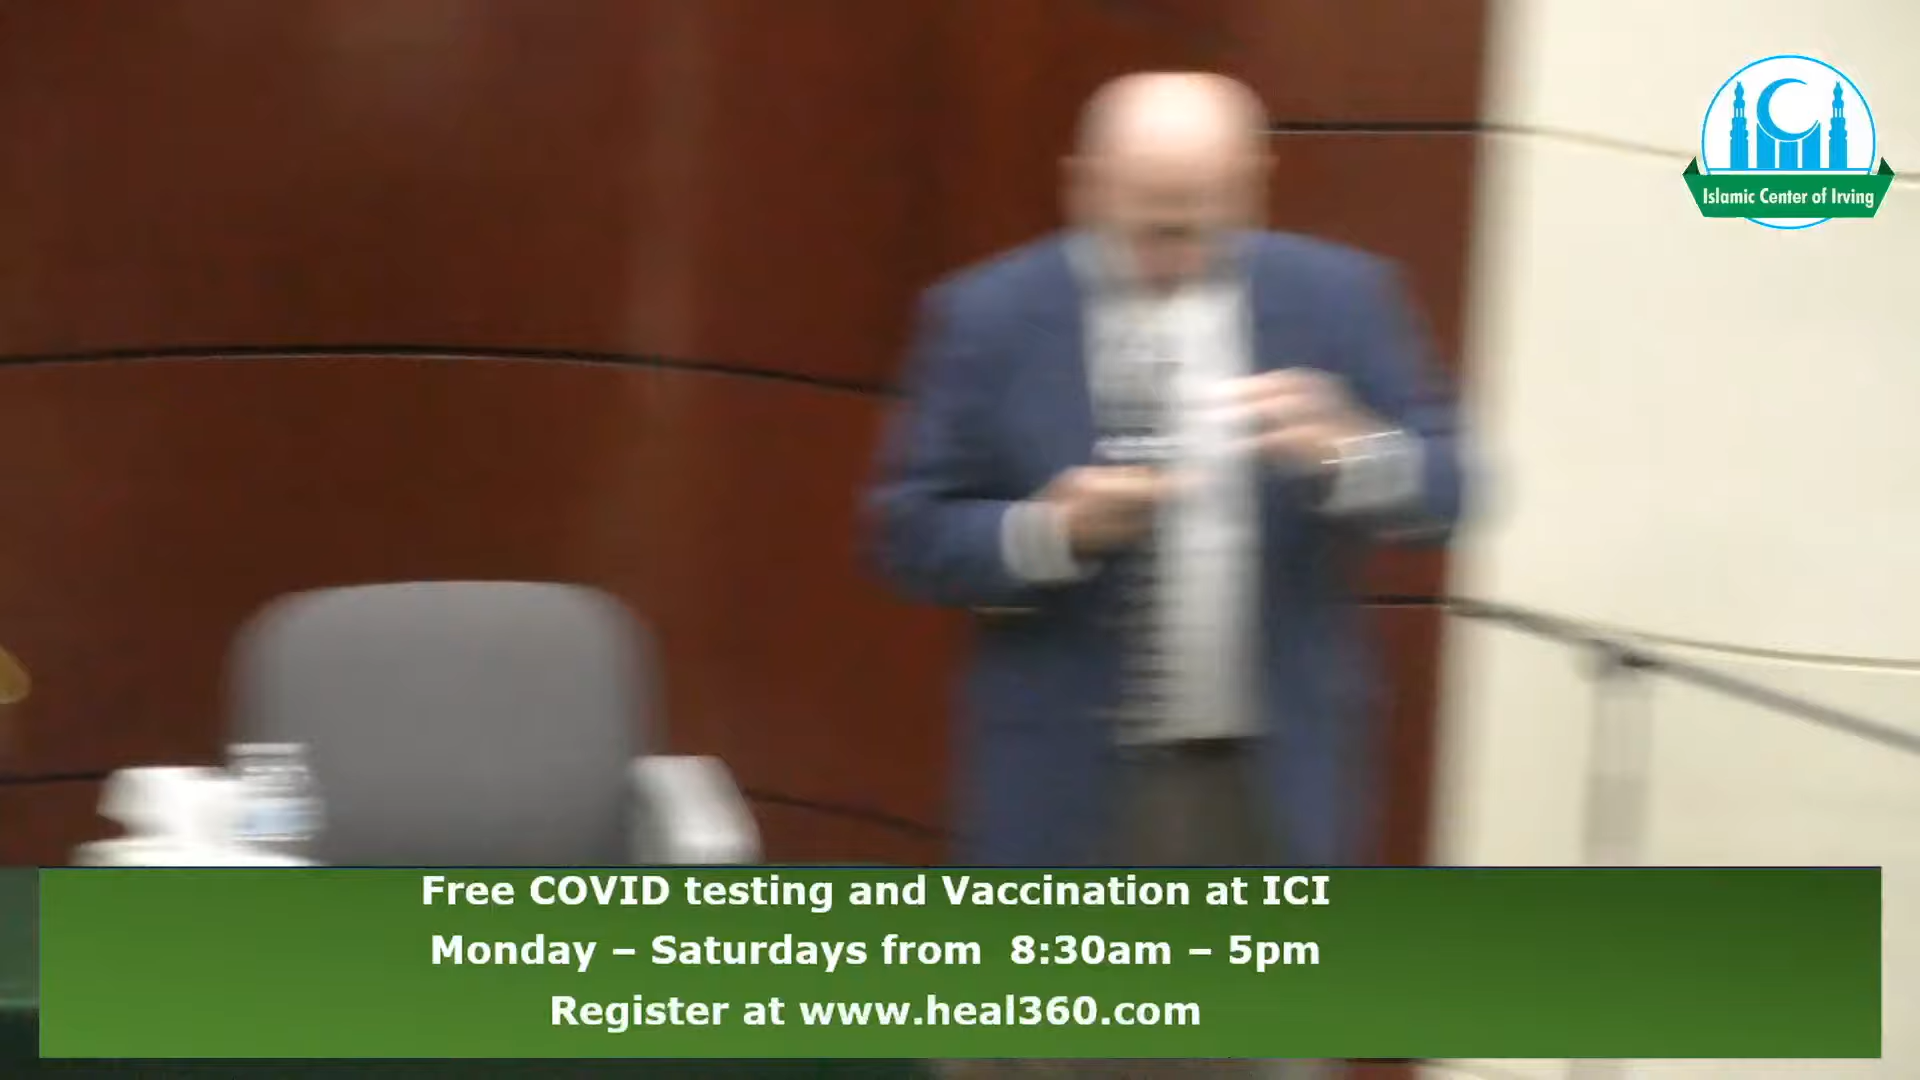 Islamic Center of Irving
Free COVID testing and Vaccination at ICI
Monday – Saturdays from 8:30am – 5pm
Register at www.heal360.com